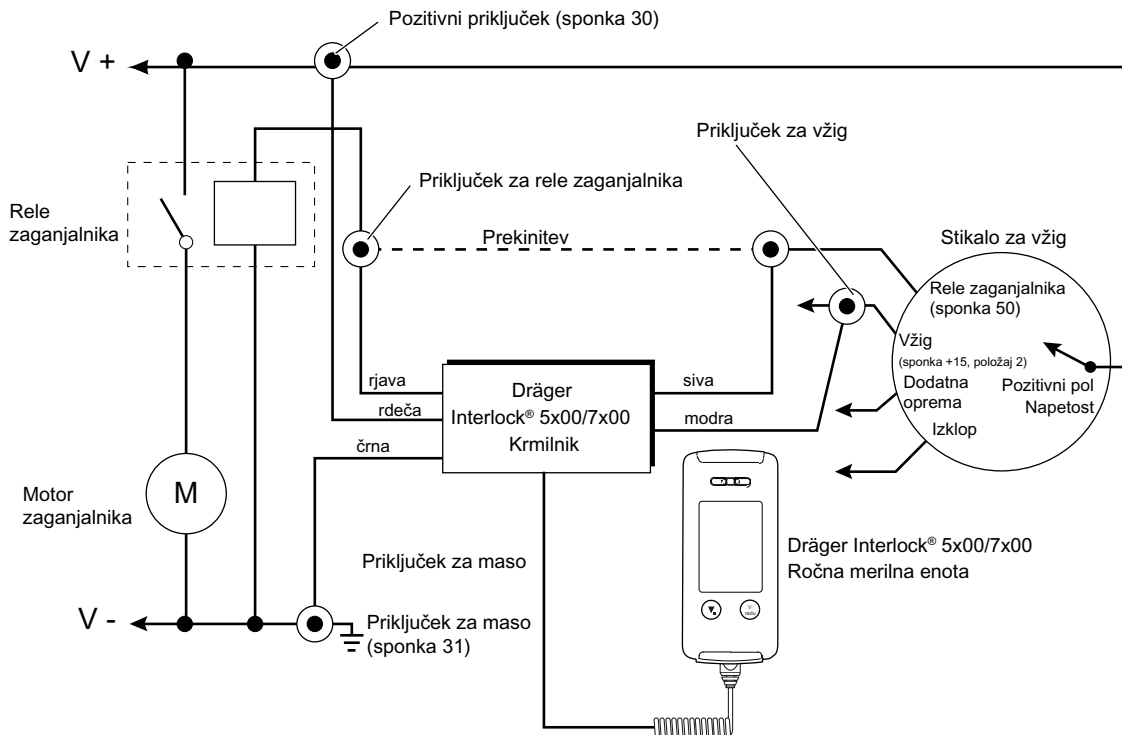 Pozitivni priključek (sponka 30)
V +
Priključek za vžig
Priključek za rele zaganjalnika
Rele
zaganjalnika
Prekinitev
Stikalo za vžig
Rele zaganjalnika
(sponka 50)
Vžig
(sponka +15, položaj 2)
Dodatna
oprema
Pozitivni pol
Napetost
Izklop
rjava
rdeča
črna
Dräger
Interlock® 5x00/7x00
Krmilnik
siva
modra
M
Motor
zaganjalnika
Priključek za maso
Dräger Interlock® 5x00/7x00
Ročna merilna enota
V
redu
V -
Priključek za maso
(sponka 31)